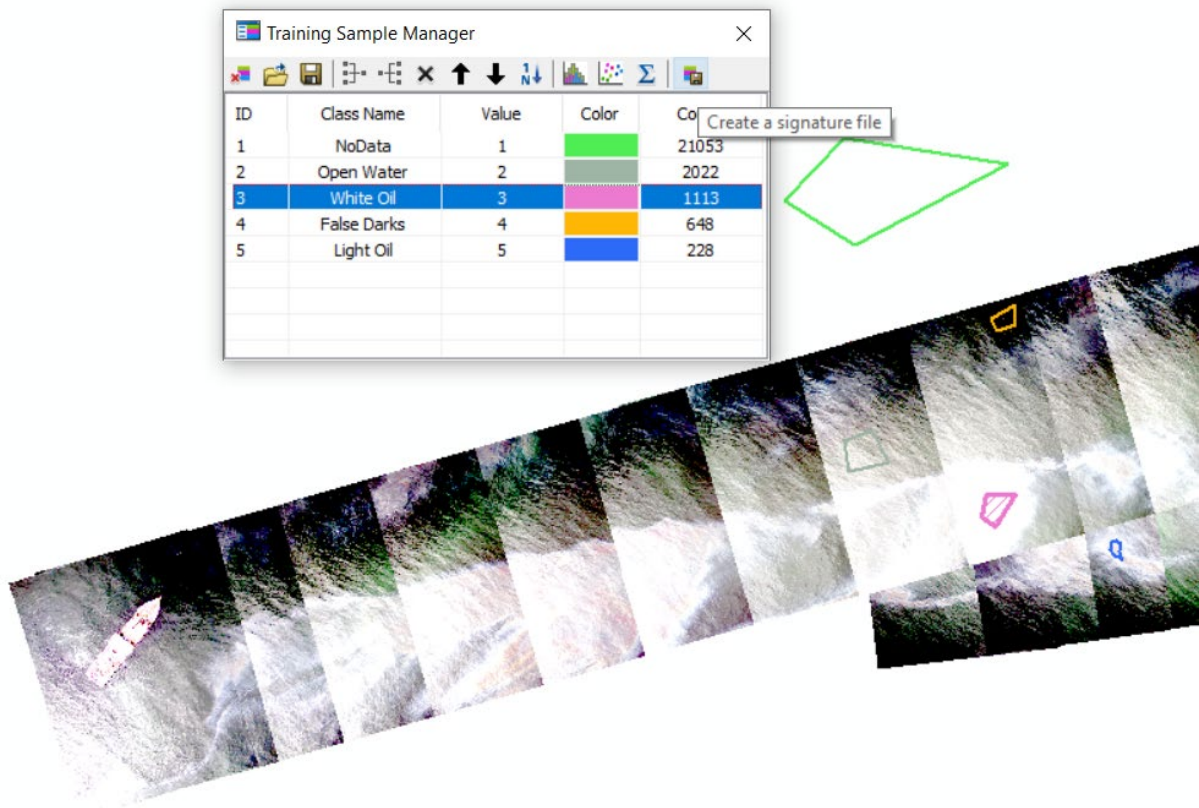 Training Sample Manager
ID Class Name Value Color Co
Create a signature file
1 NoData 1 21053
2 Open Water 2 2022
3 White Oil 3 1113
4 False Darks 4 648
5 Light Oil 5 228